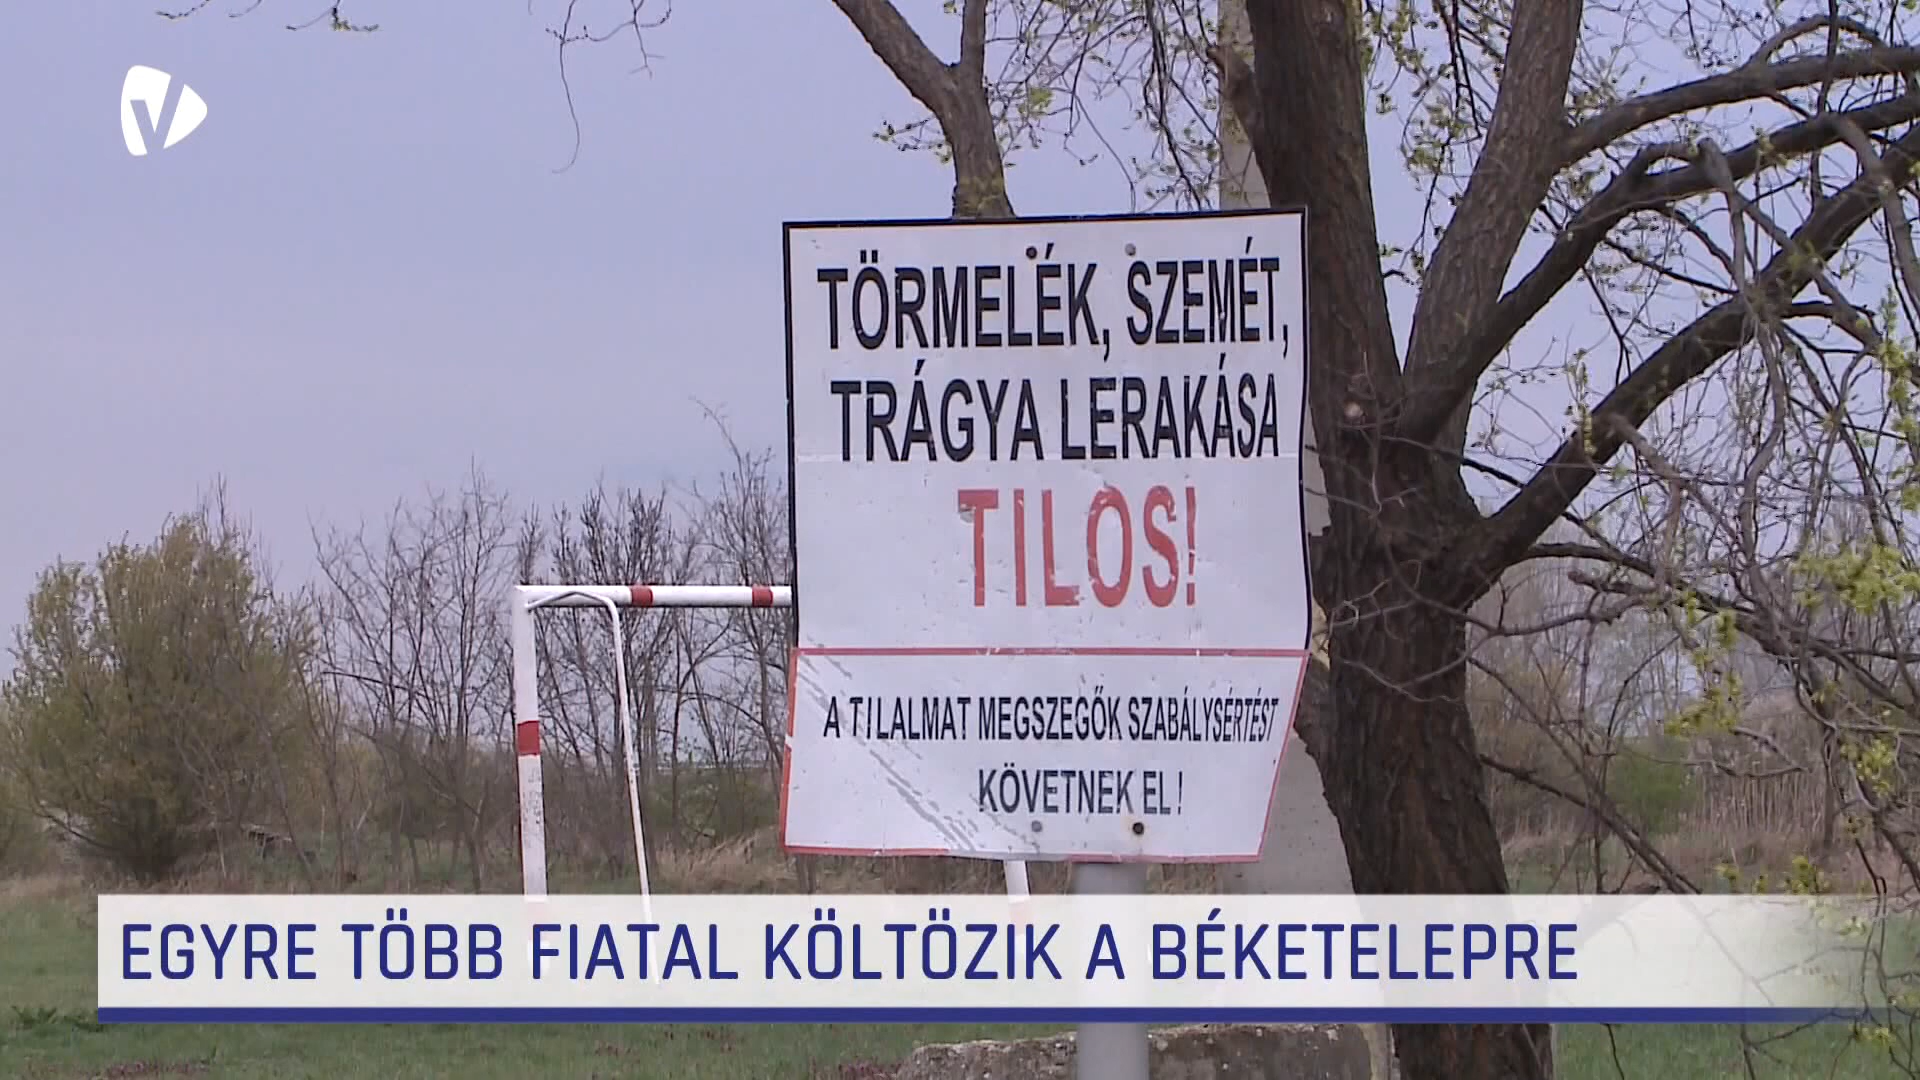 TÖRMELÉK, SZEMÉT,
TRÁGYA LERAKÁSA
TILOS!
A TILALMAT MEGSZEGŐK SZABÁLYSÉRTÉST
KÖVETNEK EL!
EGYRE TÖBB FIATAL KÖLTÖZIK A BÉKETELEPRE